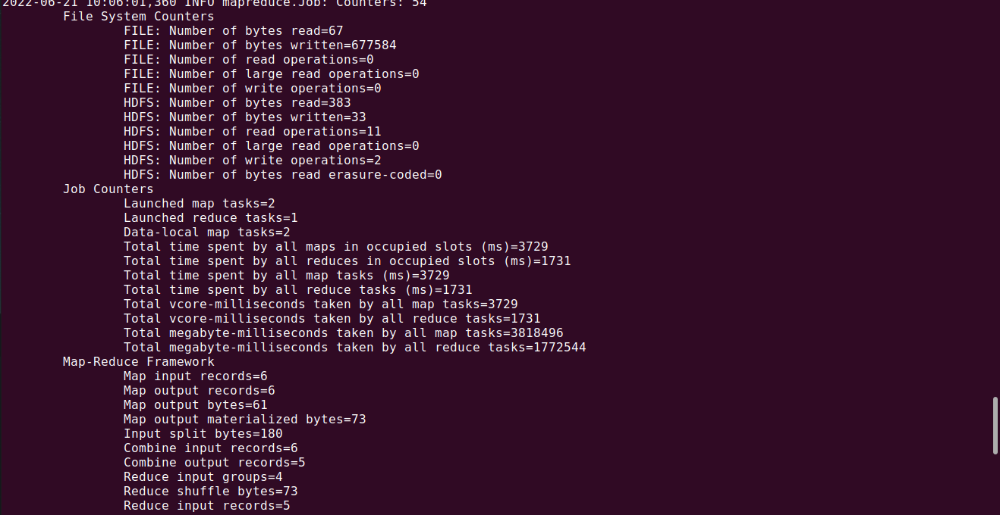 2022-06-21 10:06:01,360 INFO mapreduce.Job: Counters: 54
File System Counters
FILE: Number of bytes read=67
FILE: Number of bytes written=677584
FILE: Number of read operations=0
FILE: Number of large read operations=0
FILE: Number of write operations=0
HDFS: Number of bytes read=383
HDFS: Number of bytes written=33
HDFS: Number of read operations=11
HDFS: Number of large read operations=0
HDFS: Number of write operations=2
HDFS: Number of bytes read erasure-coded=0
Job Counters
Launched map tasks=2
Launched reduce tasks=1
Data-local map tasks=2
Total time spent by all maps in occupied slots (ms)=3729
Total time spent by all reduces in occupied slots (ms)=1731
Total time spent by all map tasks (ms)=3729
Total time spent by all reduce tasks (ms)=1731
Total vcore-milliseconds taken by all map tasks=3729
Total vcore-milliseconds taken by all reduce tasks=1731
Total megabyte-milliseconds taken by all map tasks=3818496
Total megabyte-milliseconds taken by all reduce tasks=1772544
Map-Reduce Framework
Map input records=6
Map output records=6
Map output bytes=61
Map output materialized bytes=73
Input split bytes=180
Combine input records=6
Combine output records=5
Reduce input groups=4
Reduce shuffle bytes=73
Reduce input records=5